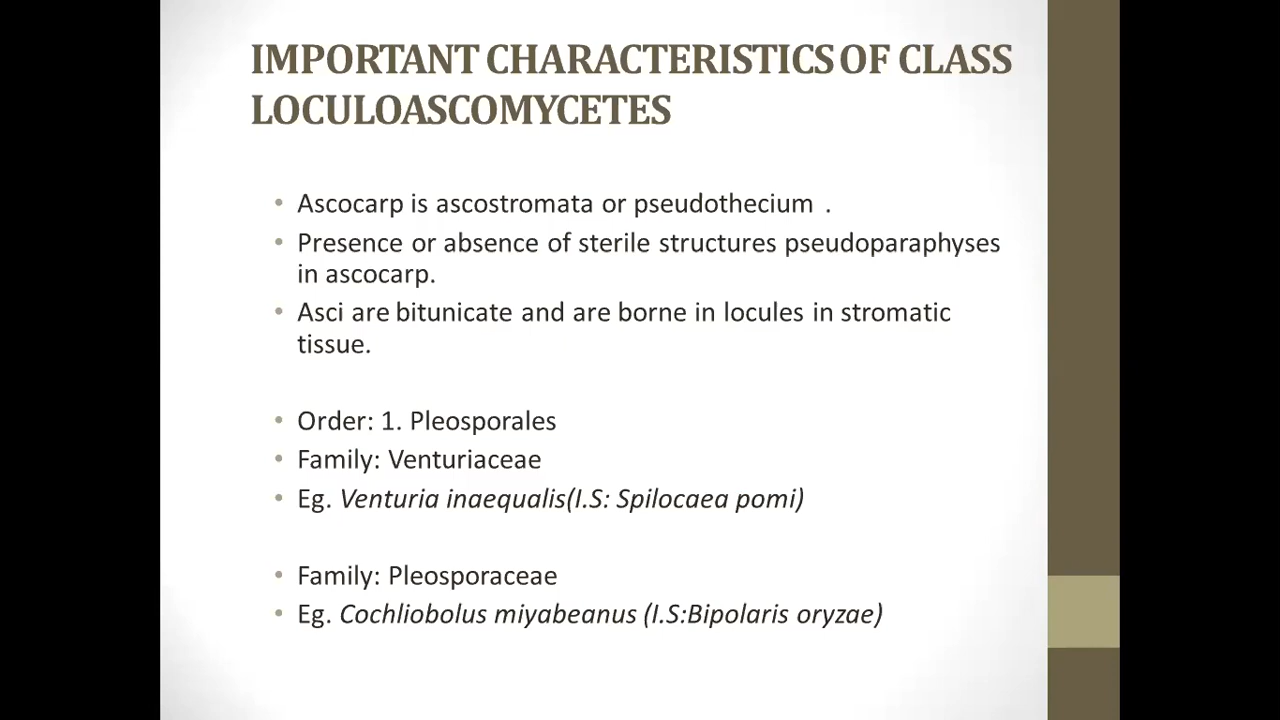 IMPORTANT CHARACTERISTICS OF CLASS
LOCULOASCOMYCETES
• Ascocarp is ascostromata or pseudothecium .
• Presence or absence of sterile structures pseudoparaphyses
in ascocarp.
• Asci are bitunicate and are borne in locules in stromatic
tissue.
• Order: 1. Pleosporales
• Family: Venturiaceae
• Eg. Venturia inaequalis(I.S: Spilocaea pomi)
• Family: Pleosporaceae
• Eg. Cochliobolus miyabeanus (I.S:Bipolaris oryzae)